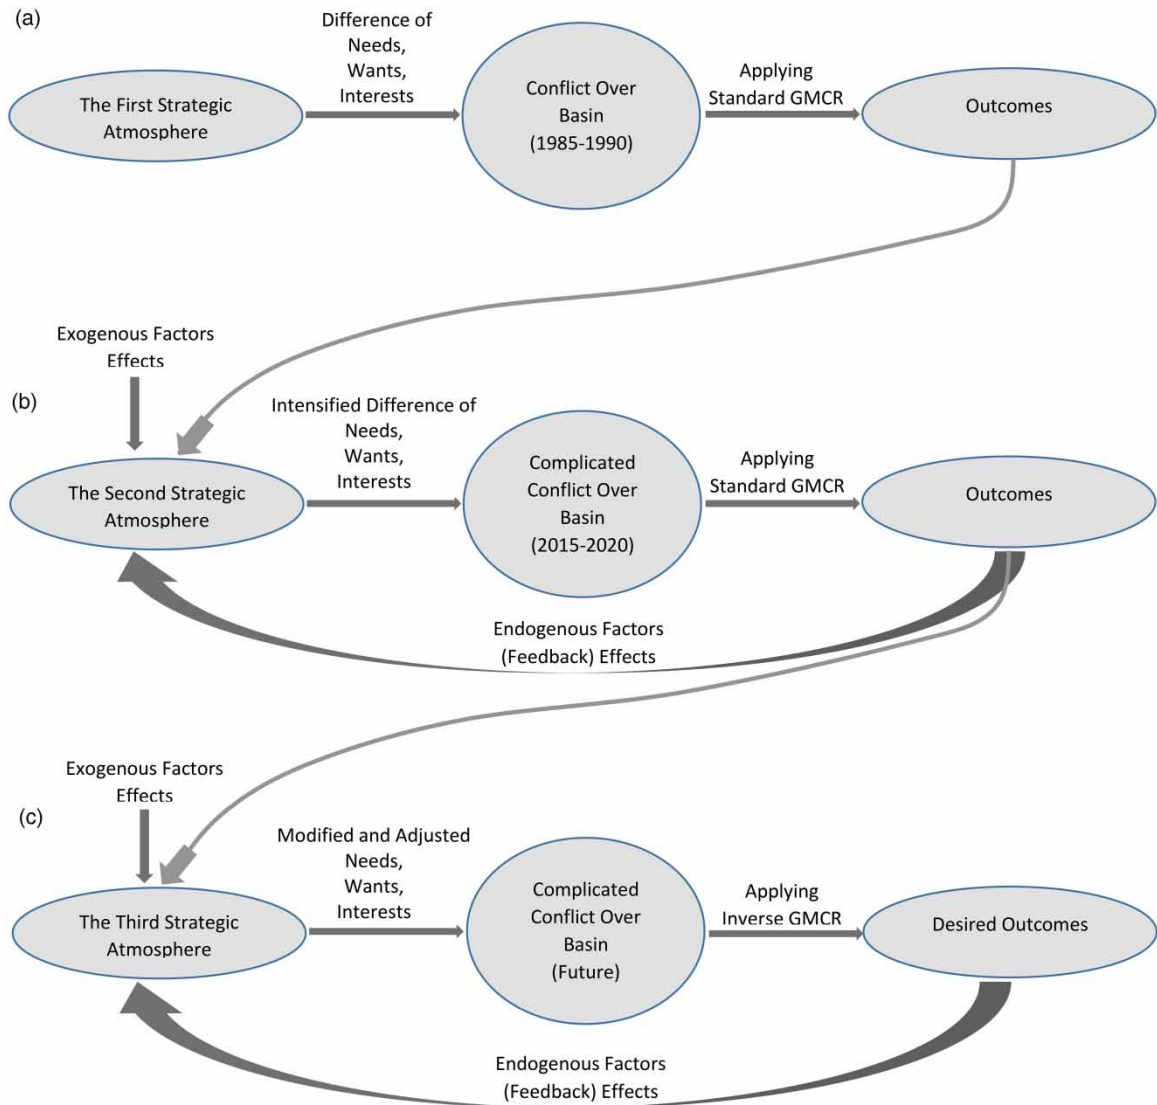 (a)
Difference of
Needs,
Wants,
Interests
The First Strategic
Atmosphere
Conflict Over
Basin
(1985-1990)
Applying
Standard GMCR
Outcomes
Exogenous Factors
Effects
(b)
Intensified Difference of
Needs,
Wants,
Interests
The Second Strategic
Atmosphere
Complicated
Conflict Over
Basin
(2015-2020)
Applying
Standard GMCR
Outcomes
Endogenous Factors
(Feedback) Effects
Exogenous Factors
Effects
(c)
Modified and Adjusted
Needs,
Wants,
Interests
The Third Strategic
Atmosphere
Complicated
Conflict Over
Basin
(Future)
Applying
Inverse GMCR
Desired Outcomes
Endogenous Factors
(Feedback) Effects